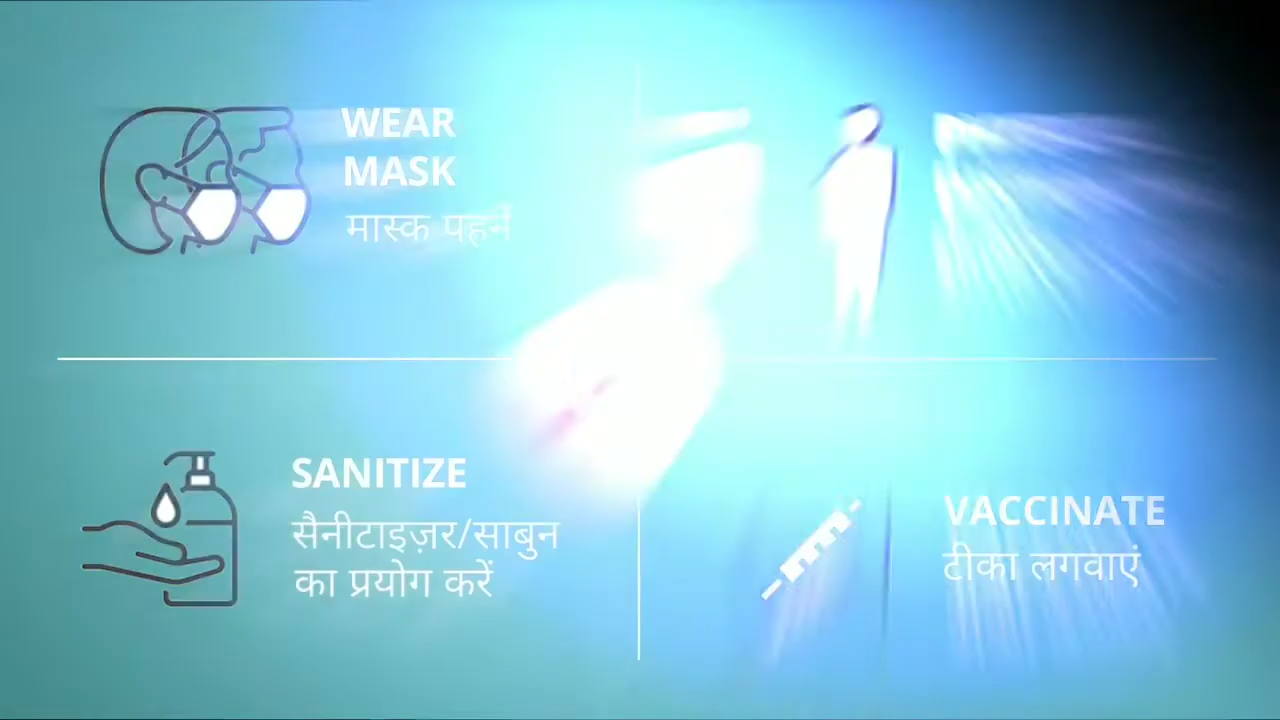 WEAR
MASK
मास्क पहनें
SANITIZE
सैनीटाइज़र/साबुन
का प्रयोग करें
VACCINATE
टीका लगवाएं